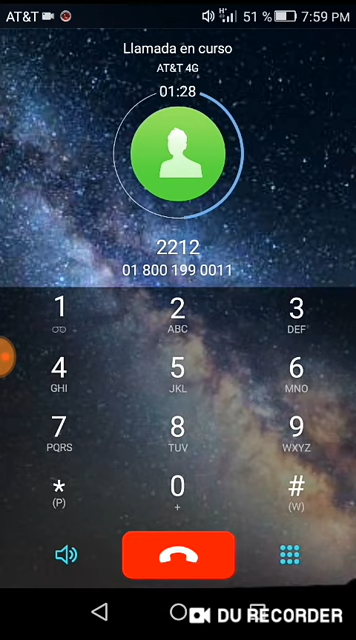 AT&T H+ 51 % 7:59 PM
Llamada en curso
AT&T 4G
01:28
2212
01 800 199 0011
1 2 3
ABC DEF
4 5 6
GHI JKL MNO
7 8 9
PQRS TUV WXYZ
* 0 #
(P) + (W)
DU RECORDER